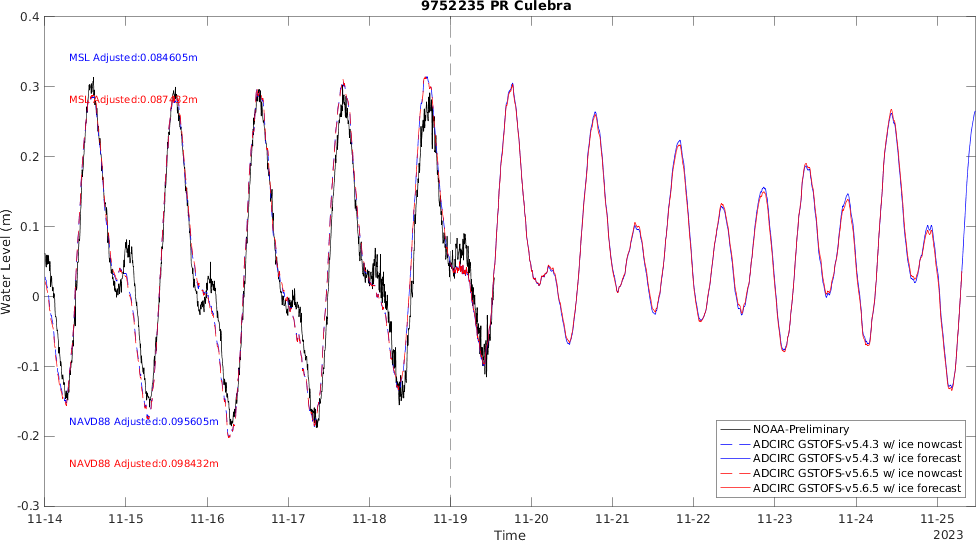 9752235 PR Culebra
0.4
0.3
0.2
0.1
0
-0.1
-0.2
-0.3
Water Level (m)
MSL Adjusted:0.084605m
MSL Adjusted:0.087432m
NAVD88 Adjusted:0.095605m
NAVD88 Adjusted:0.098432m
NOAA-Preliminary
ADCIRC GSTOFS-v5.4.3 w/ ice nowcast
ADCIRC GSTOFS-v5.4.3 w/ ice forecast
ADCIRC GSTOFS-v5.6.5 w/ ice nowcast
ADCIRC GSTOFS-v5.6.5 w/ ice forecast
11-14 11-15 11-16 11-17 11-18 11-19 11-20 11-21 11-22 11-23 11-24 11-25
2023
Time